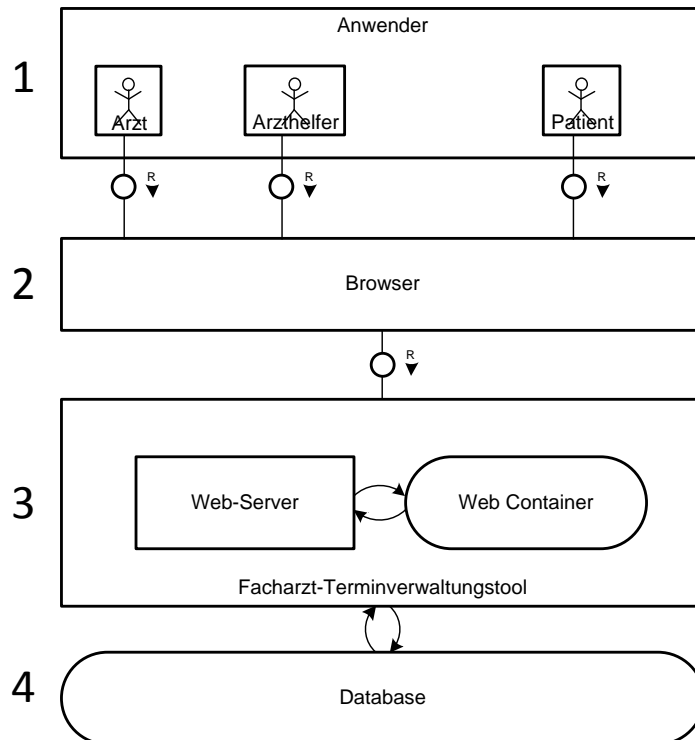 Anwender
1
Arzt
Arzthelfer
Patient
R
R
R
2
Browser
R
3
Web-Server
Web Container
Facharzt-Terminverwaltungstool
4
Database